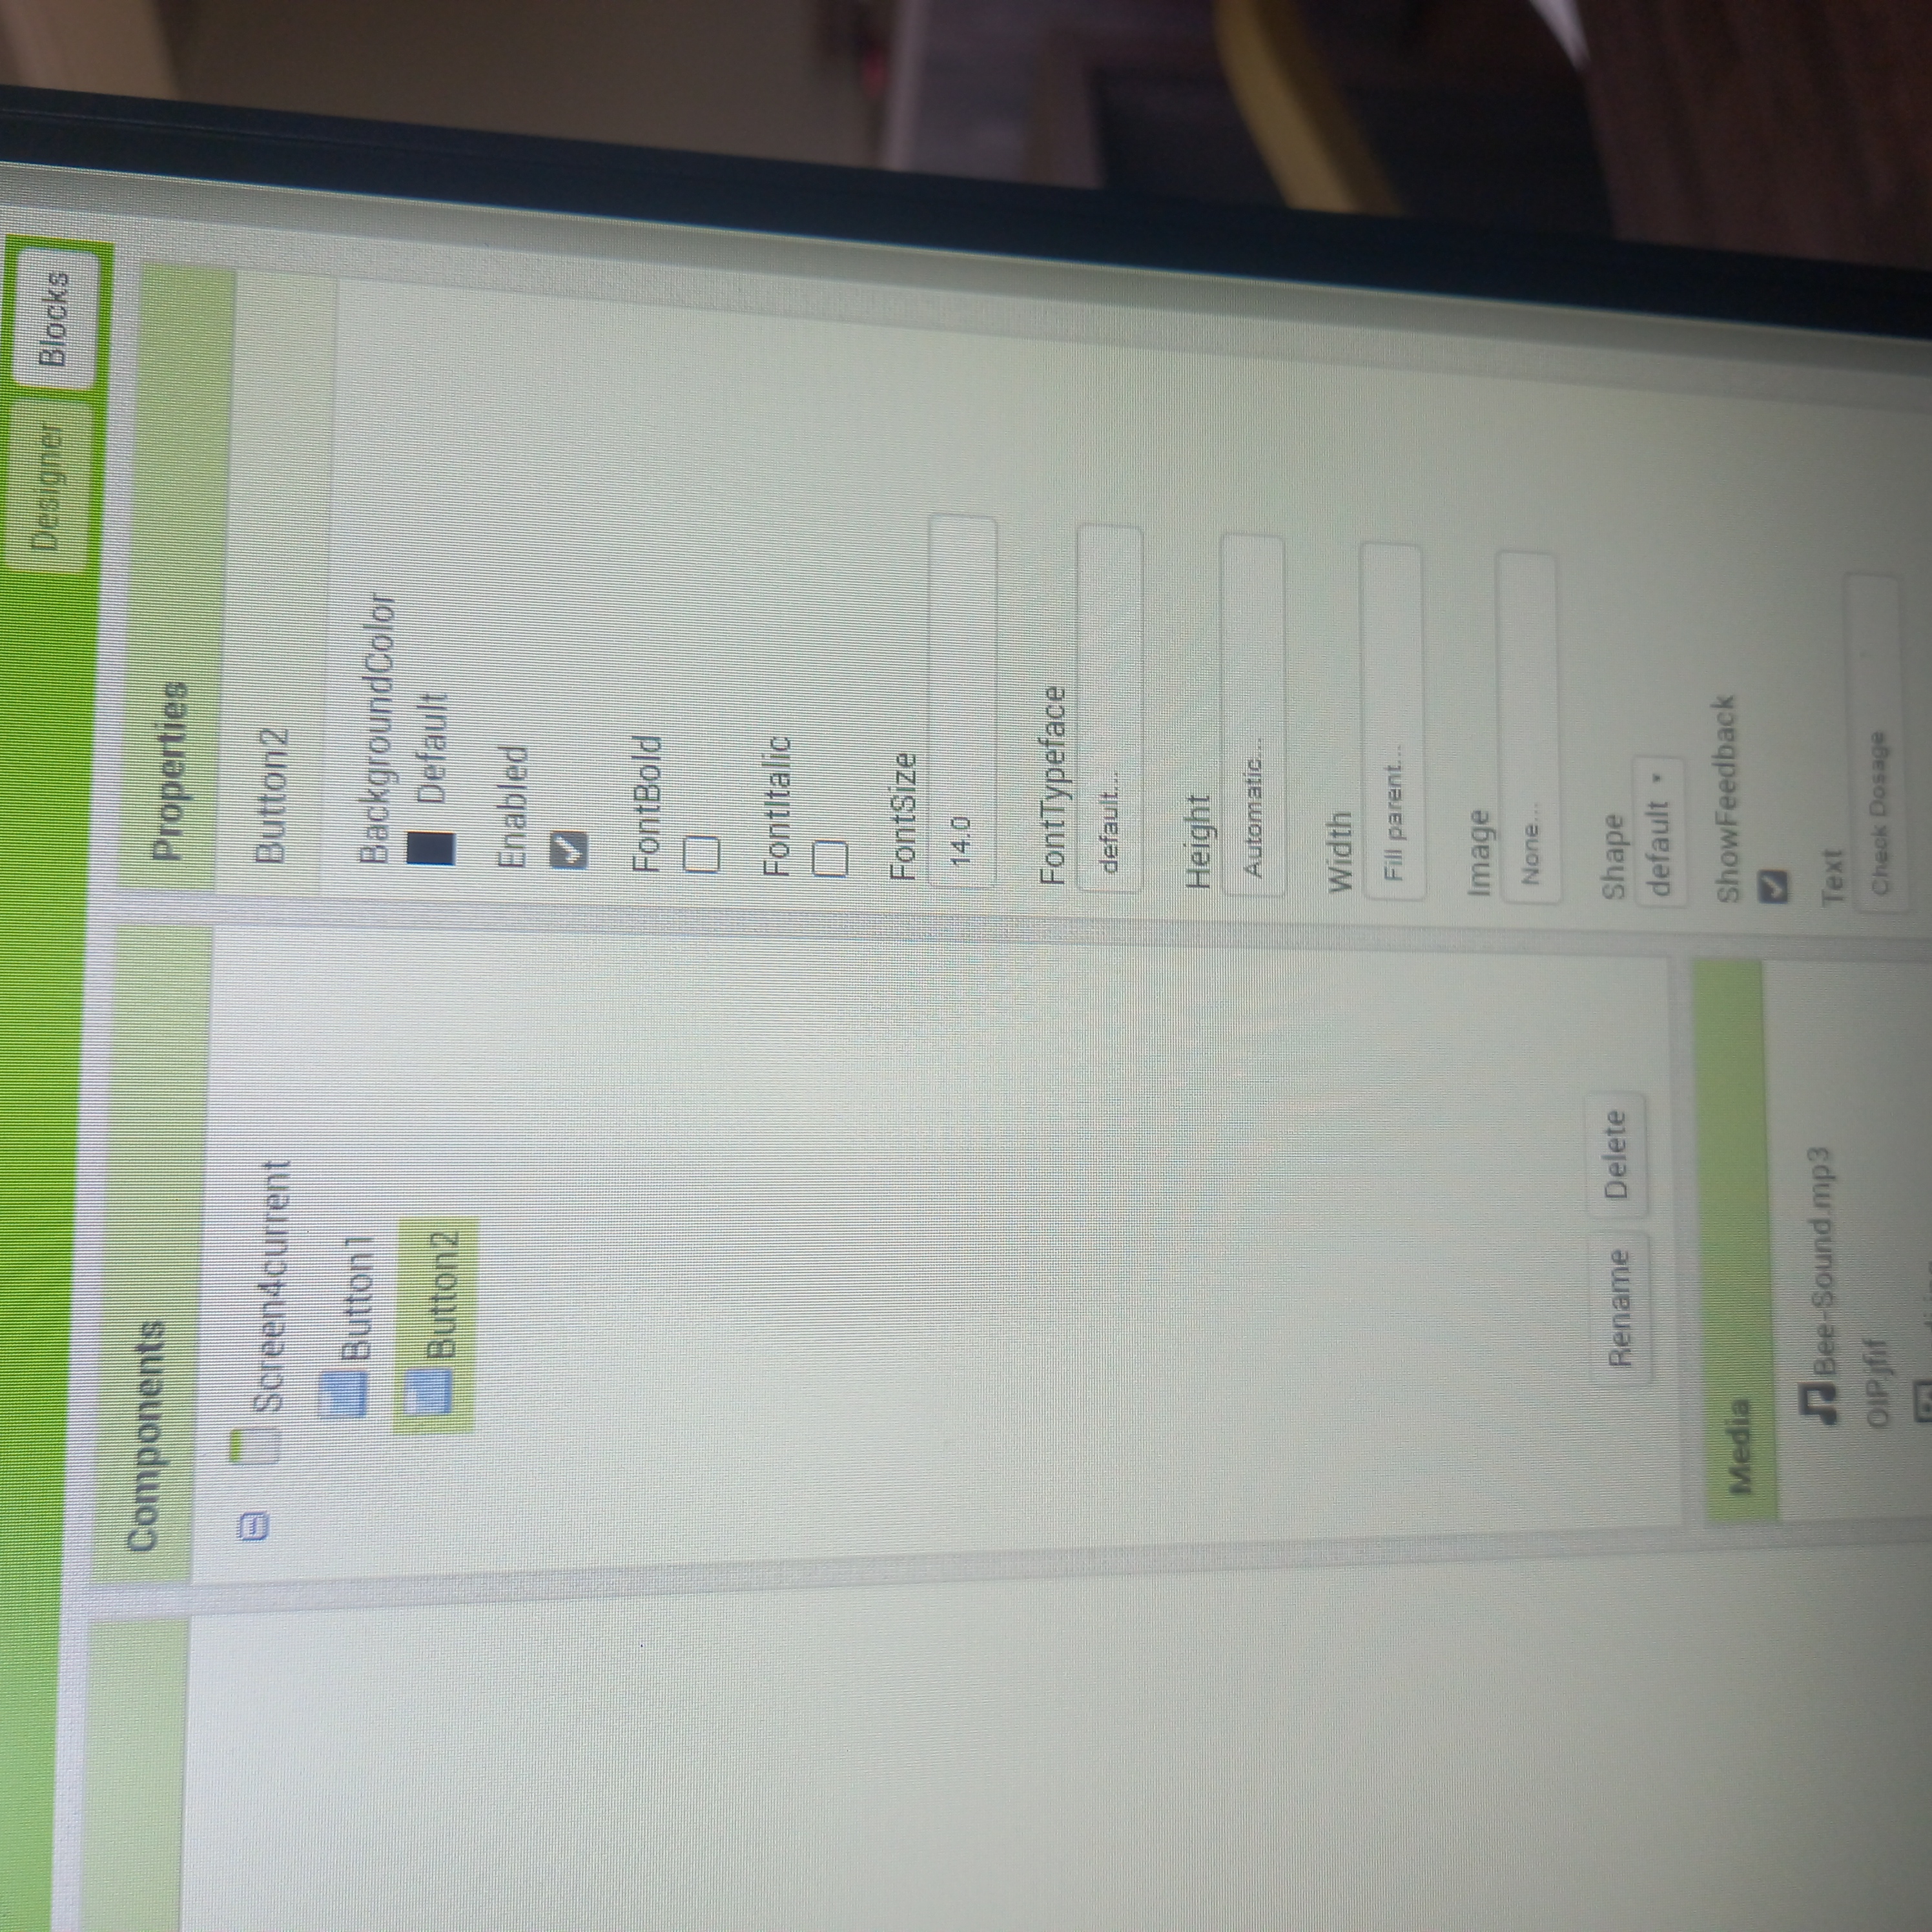 Designer
Blocks
Components
Screen4current
Button1
Button2
Rename
Delete
Media
Bee-Sound.mp3
OIP.jfif
Properties
Button2
BackgroundColor
Default
Enabled
FontBold
FontItalic
FontSize
14.0
FontTypeface
default...
Height
Automatic...
Width
Fill parent...
Image
None...
Shape
default
ShowFeedback
Text
Check Dosage